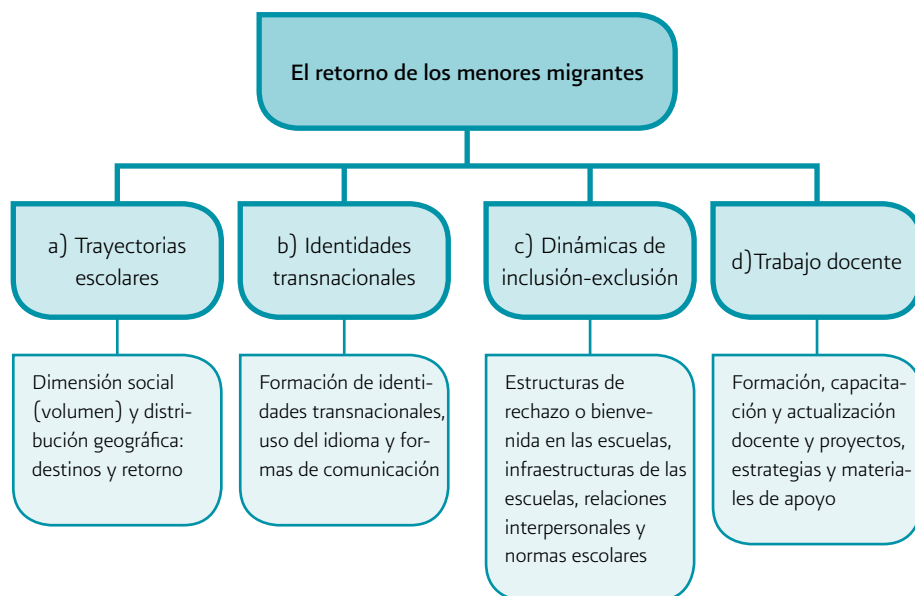 El retorno de los menores migrantes
a) Trayectorias
escolares
b) Identidades
transnacionales
c) Dinámicas de
inclusión-exclusión
d)Trabajo docente
Dimensión social
(volumen) y distri-
bución geográfica:
destinos y retorno
Formación de identi-
dades transnacionales,
uso del idioma y for-
mas de comunicación
Estructuras de
rechazo o bienve-
nida en las escuelas,
infraestructuras de las
escuelas, relaciones
interpersonales y
normas escolares
Formación, capacita-
ción y actualización
docente y proyectos,
estrategias y materia-
les de apoyo